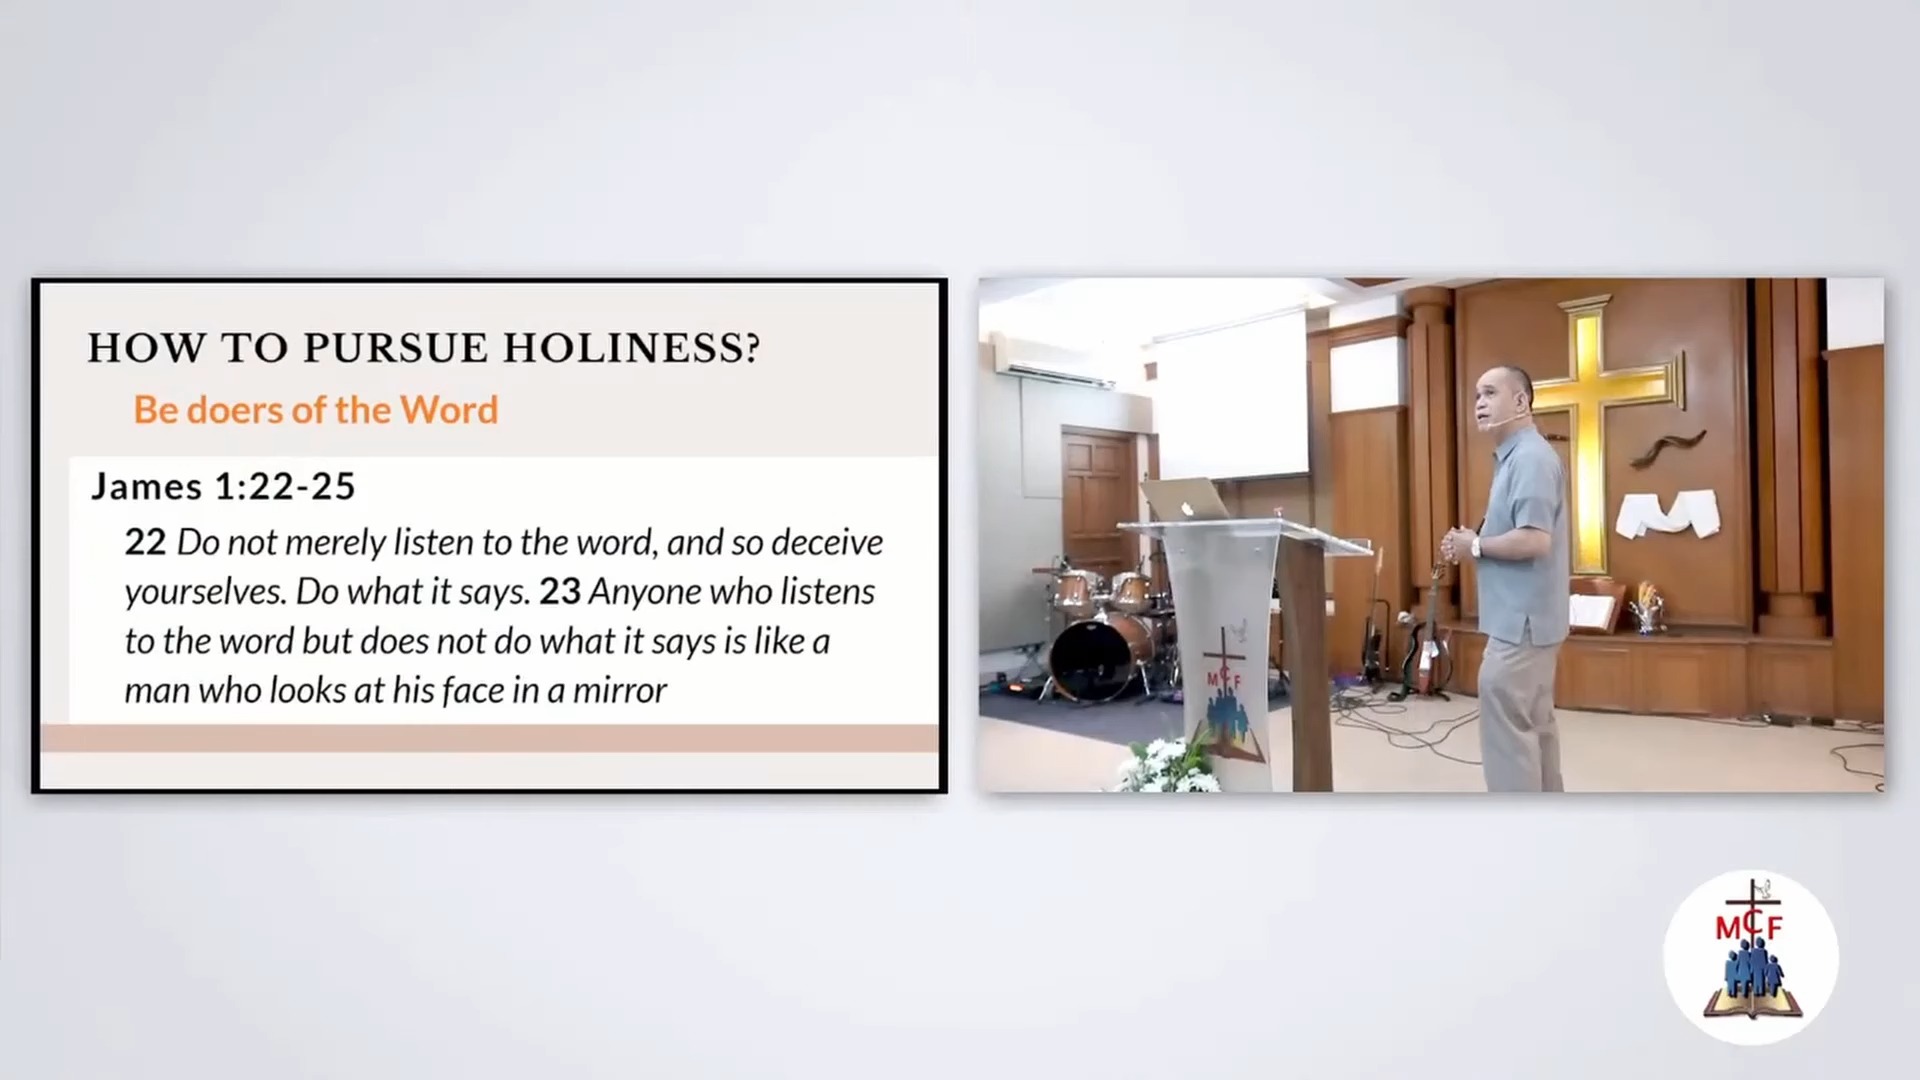 HOW TO PURSUE HOLINESS?
Be doers of the Word
James 1:22-25
22 Do not merely listen to the word, and so deceive
yourselves. Do what it says. 23 Anyone who listens
to the word but does not do what it says is like a
man who looks at his face in a mirror
MCF
MCF